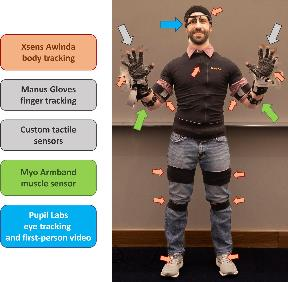 Xsens Awinda
body tracking
Manus Gloves
finger tracking
Custom tactile
sensors
Myo Armband
muscle sensor
Pupil Labs
eye tracking
and first-person video